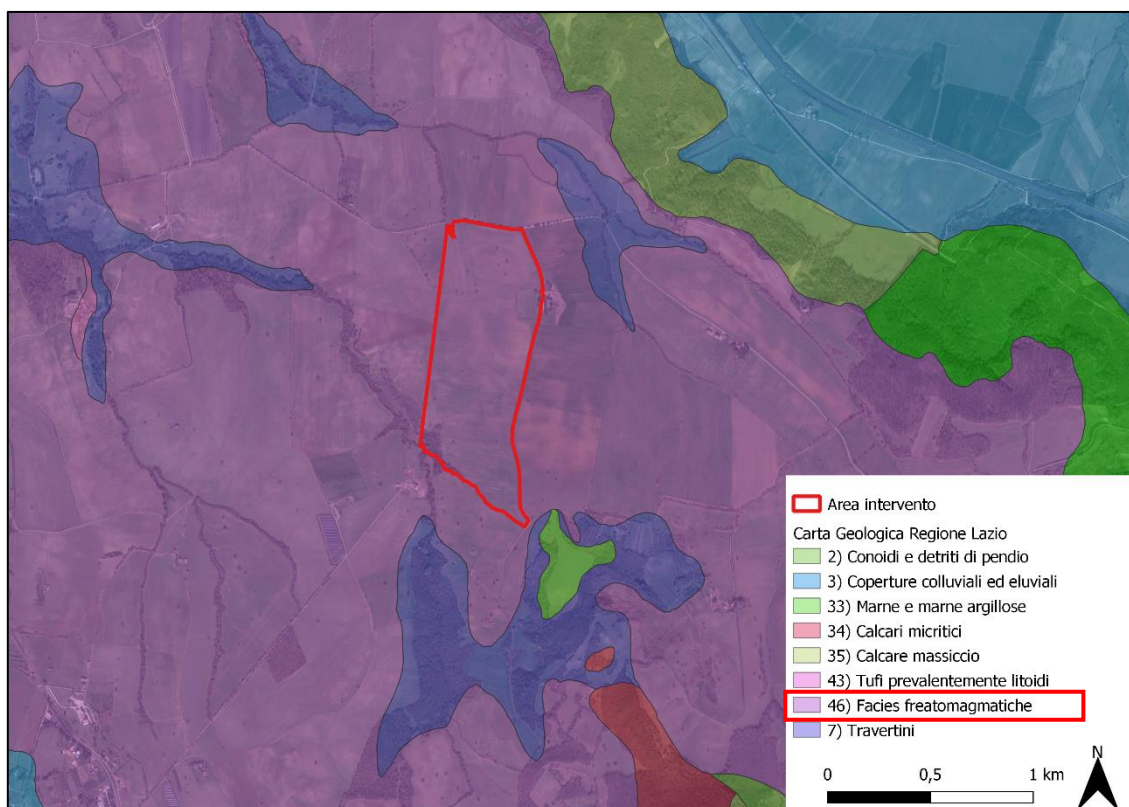 Area intervento
Carta Geologica Regione Lazio
2) Conoidi e detriti di pendio
3) Coperture colluviali ed eluviali
33) Marne e marne argillose
34) Calcari micritici
35) Calcare massiccio
43) Tufi prevalentemente litoidi
46) Facies freatomagmatiche
7) Travertini
0 0,5 1 km
N